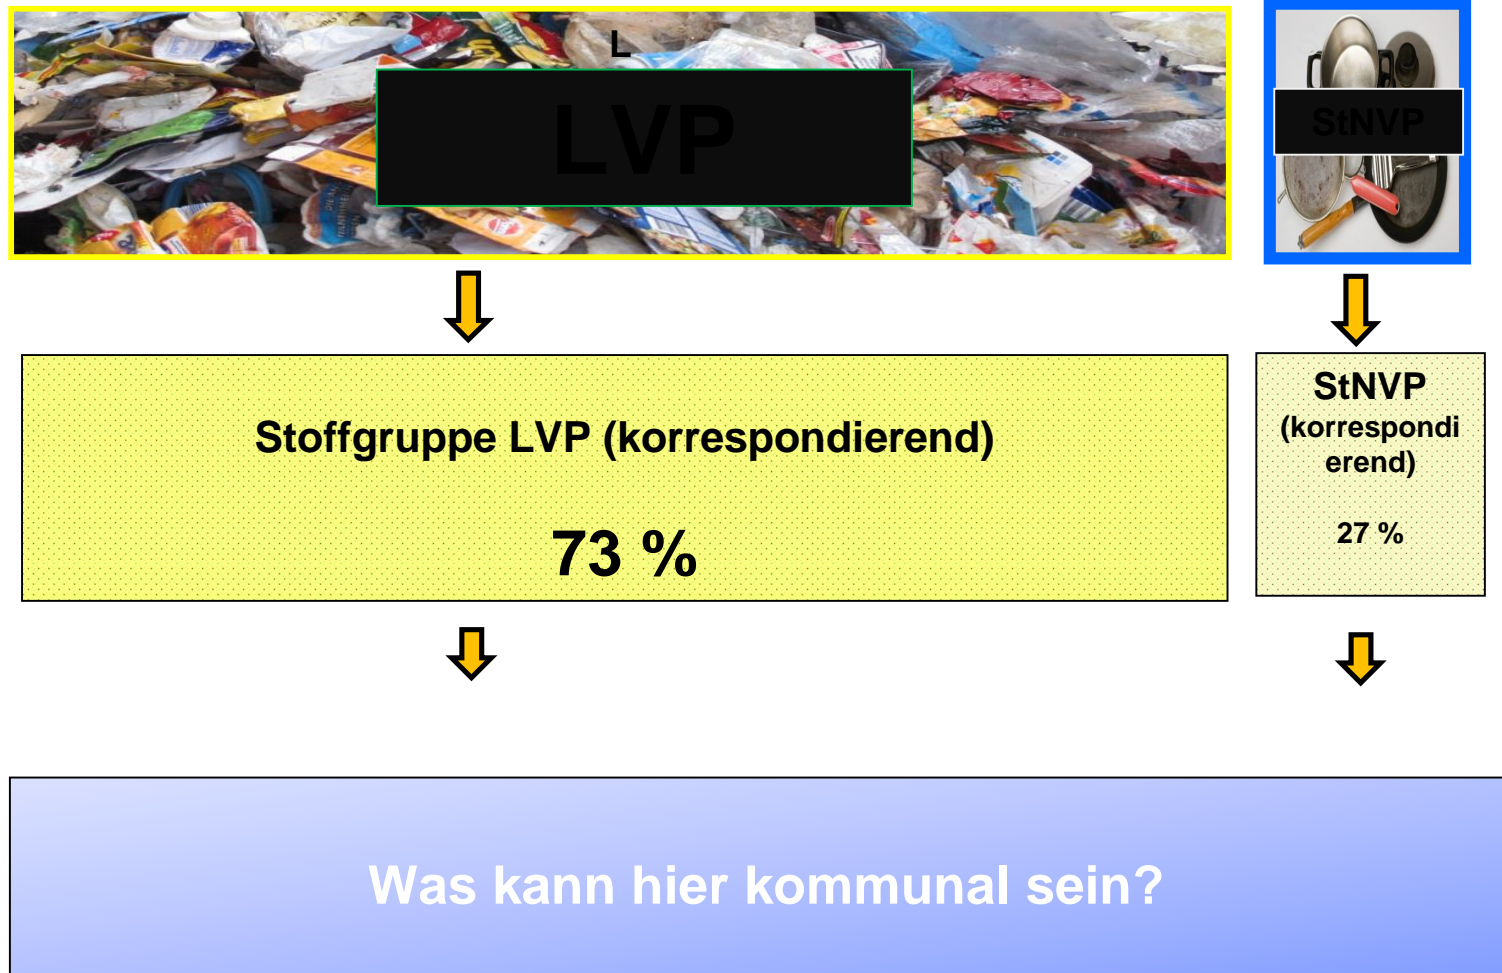 L
LVP
StNVP
Stoffgruppe LVP (korrespondierend)
73 %
StNVP
(korrespondi
erend)
27 %
Was kann hier kommunal sein?